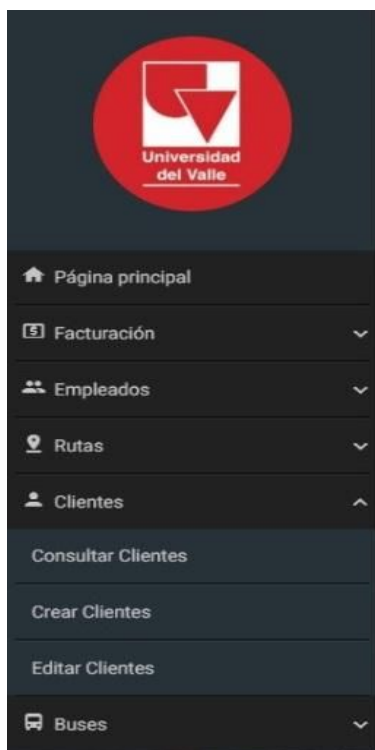 Universidad
del Valle
Página principal
Facturación
Empleados
Rutas
Clientes
Consultar Clientes
Crear Clientes
Editar Clientes
Buses